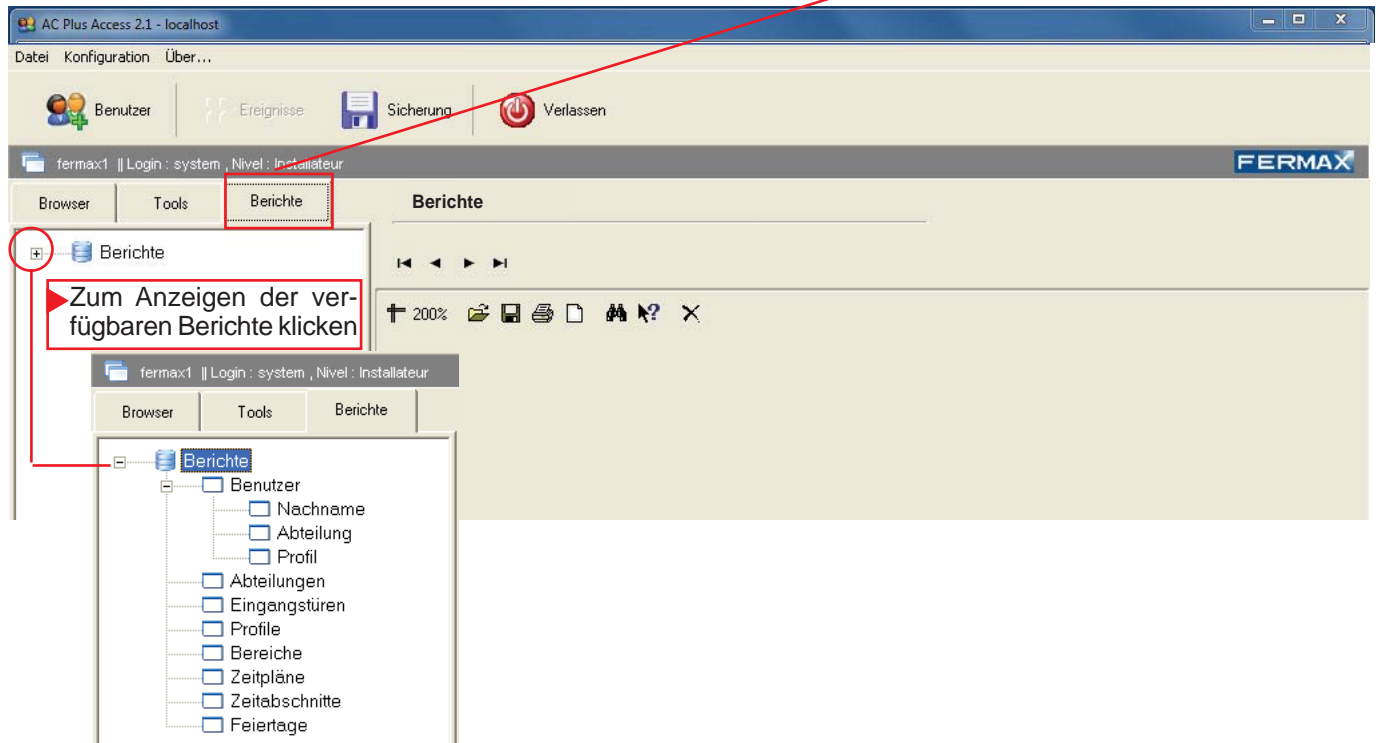 AC Plus Access 2.1 - localhost
Datei Konfiguration Über...
Benutzer Ereignisse Sicherung Verlassen
fermax1 || Login : system , Nivel : Installateur FERMAX
Browser Tools Berichte Berichte
Berichte
Zum Anzeigen der ver-
fügbaren Berichte klicken
200%
fermax1 || Login : system , Nivel : Installateur
Browser Tools Berichte
Berichte
Benutzer
Nachname
Abteilung
Profil
Abteilungen
Eingangstüren
Profile
Bereiche
Zeitpläne
Zeitabschnitte
Feiertage